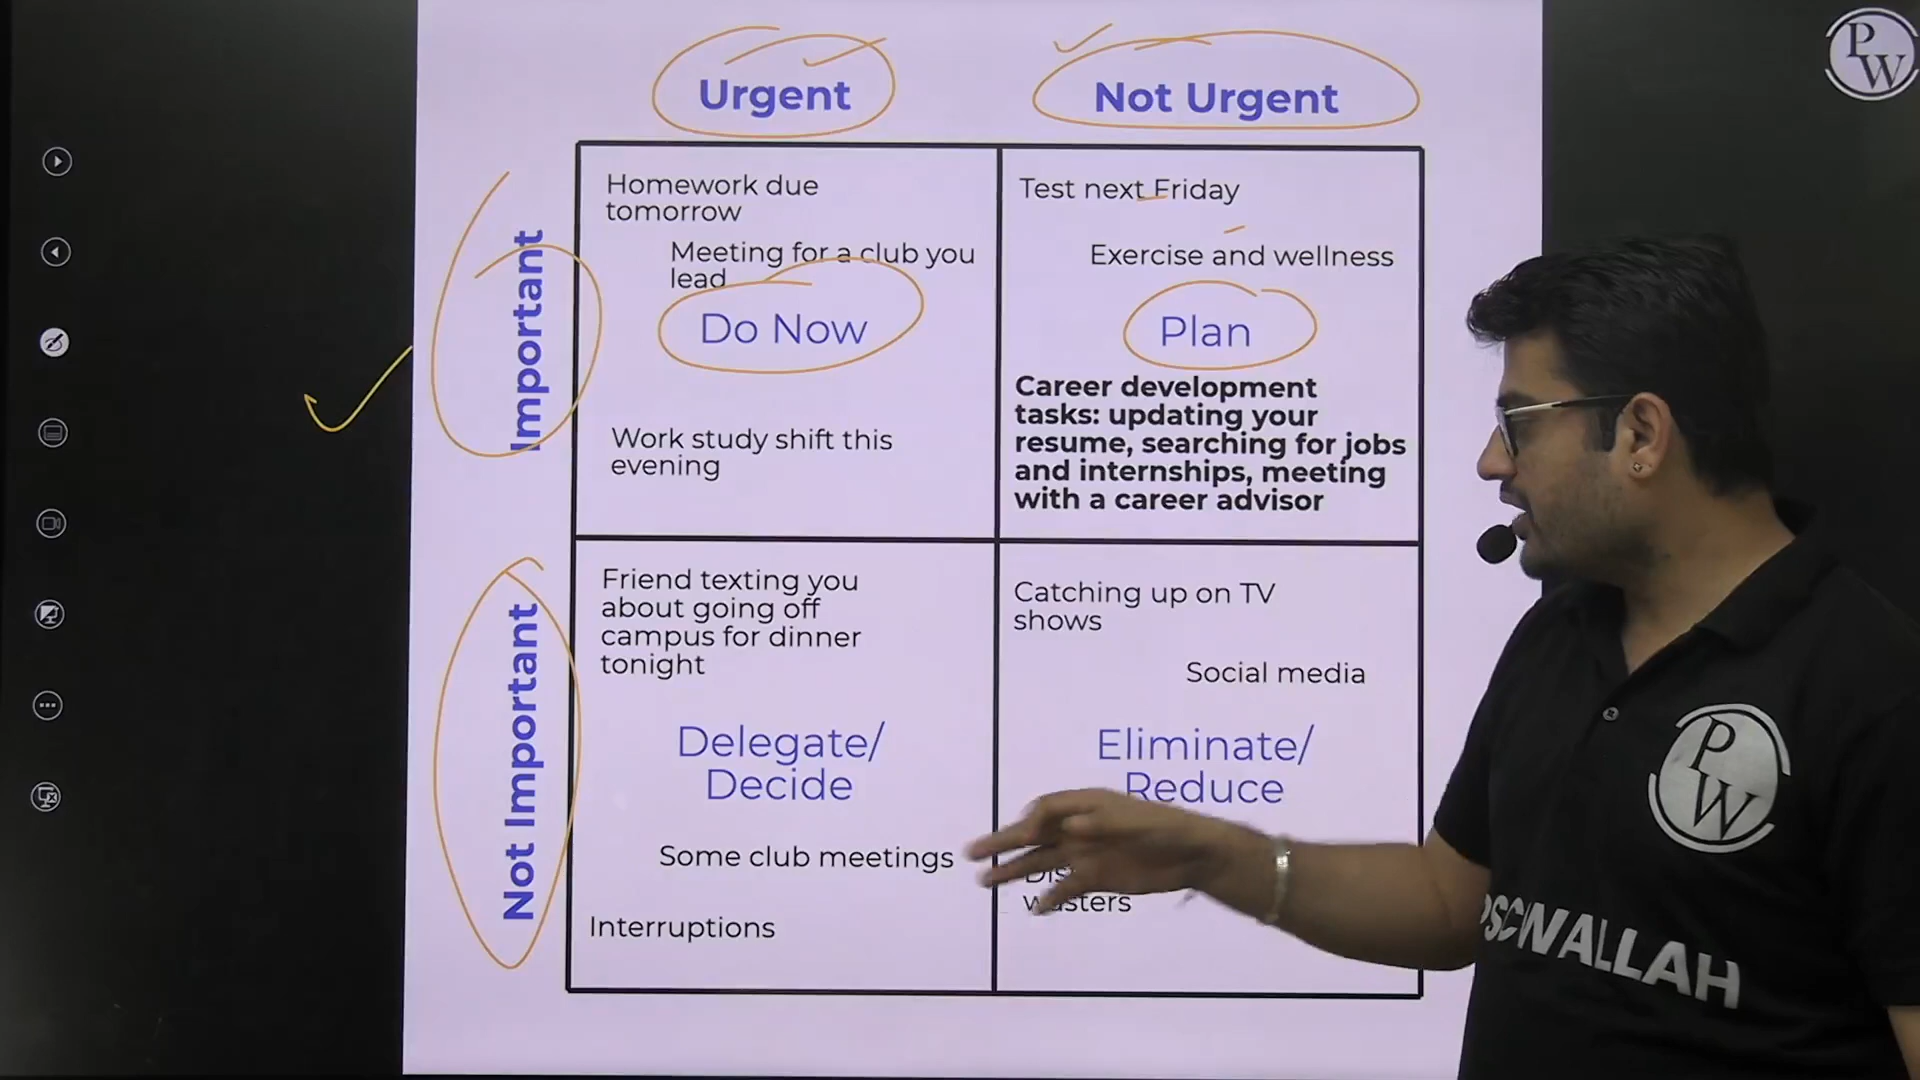 Urgent
Not Urgent
Important
Homework due
tomorrow
Meeting for a club you
lead
Do Now
Work study shift this
evening
Test next Friday
Exercise and wellness
Plan
Career development
tasks: updating your
resume, searching for jobs
and internships, meeting
with a career advisor
Not Important
Friend texting you
about going off
campus for dinner
tonight
Delegate/
Decide
Some club meetings
Interruptions
Catching up on TV
shows
Social media
Eliminate/
Reduce
PW
PW
WALLAH